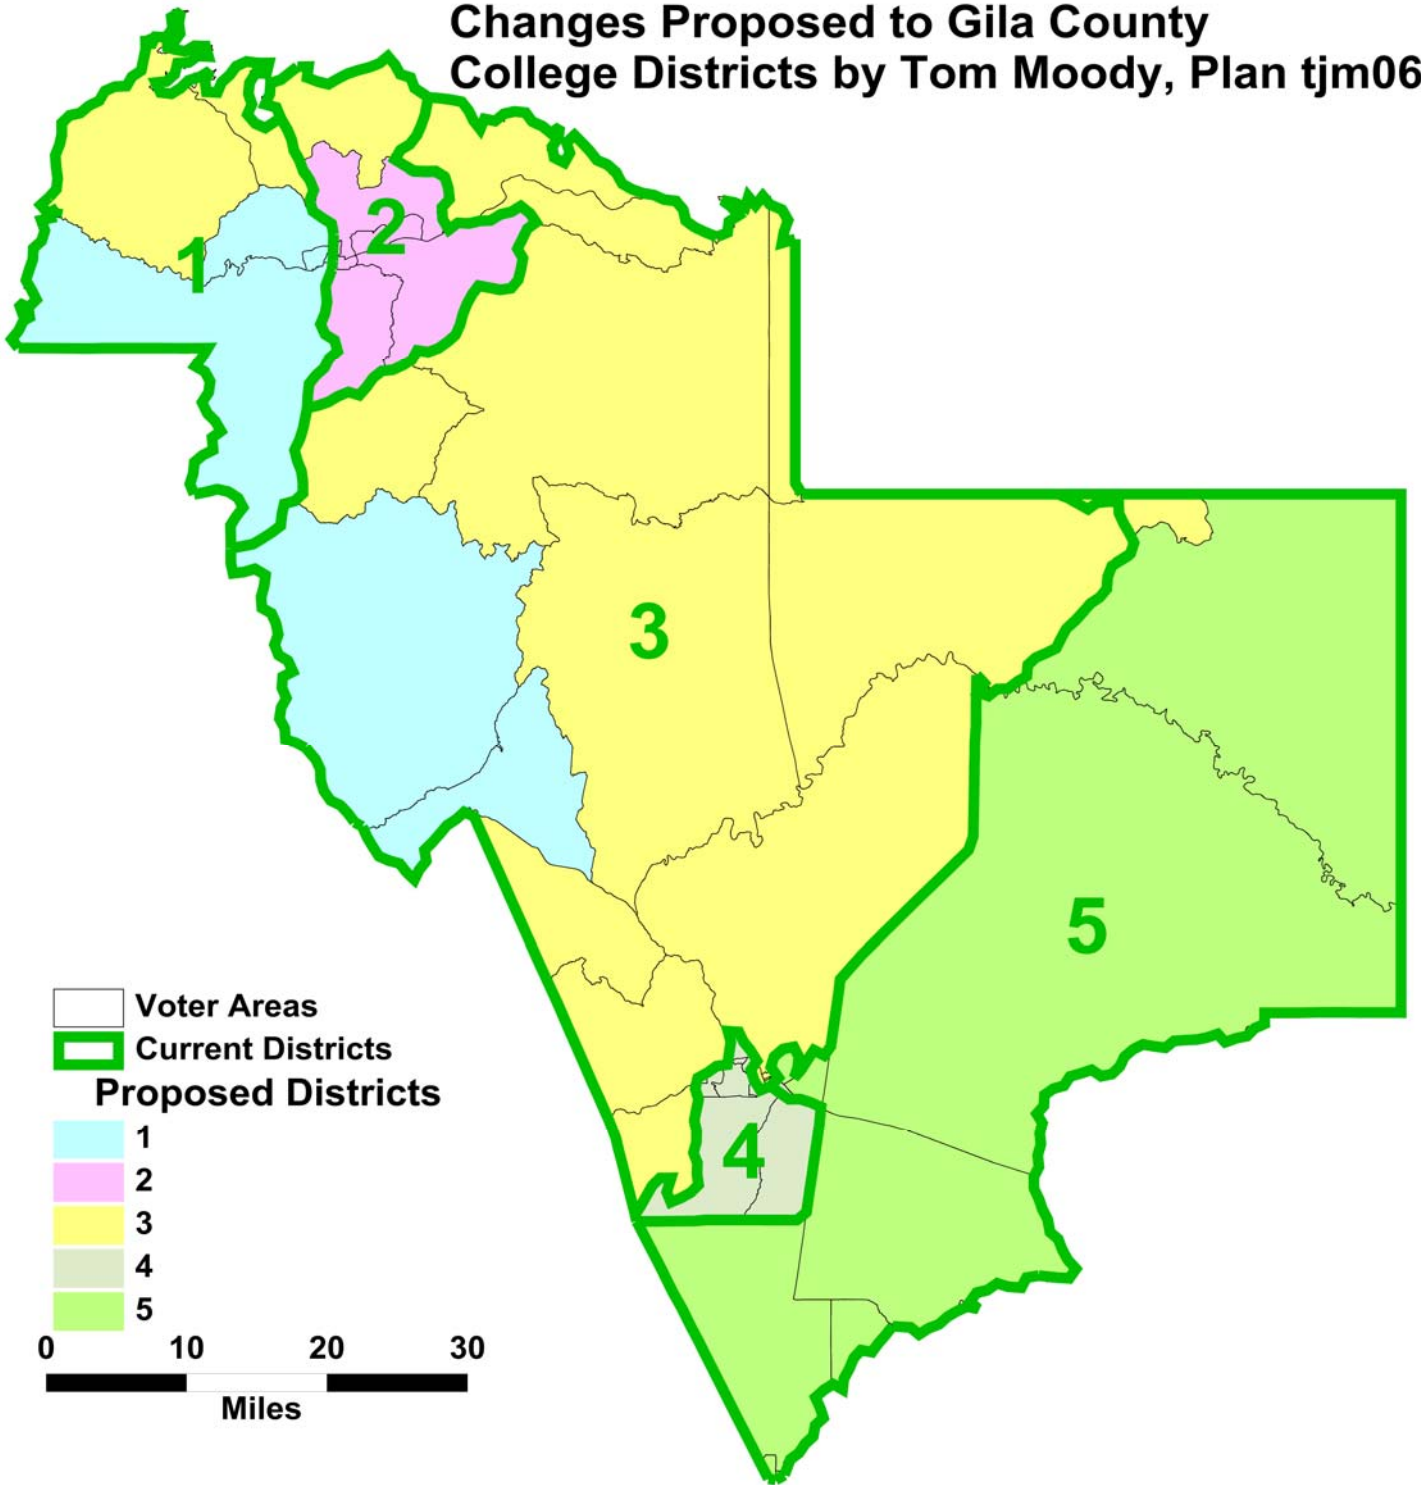 Changes Proposed to Gila County
College Districts by Tom Moody, Plan tjm06
1
2
3
4
5
Voter Areas
Current Districts
Proposed Districts
1
2
3
4
5
0 10 20 30
Miles